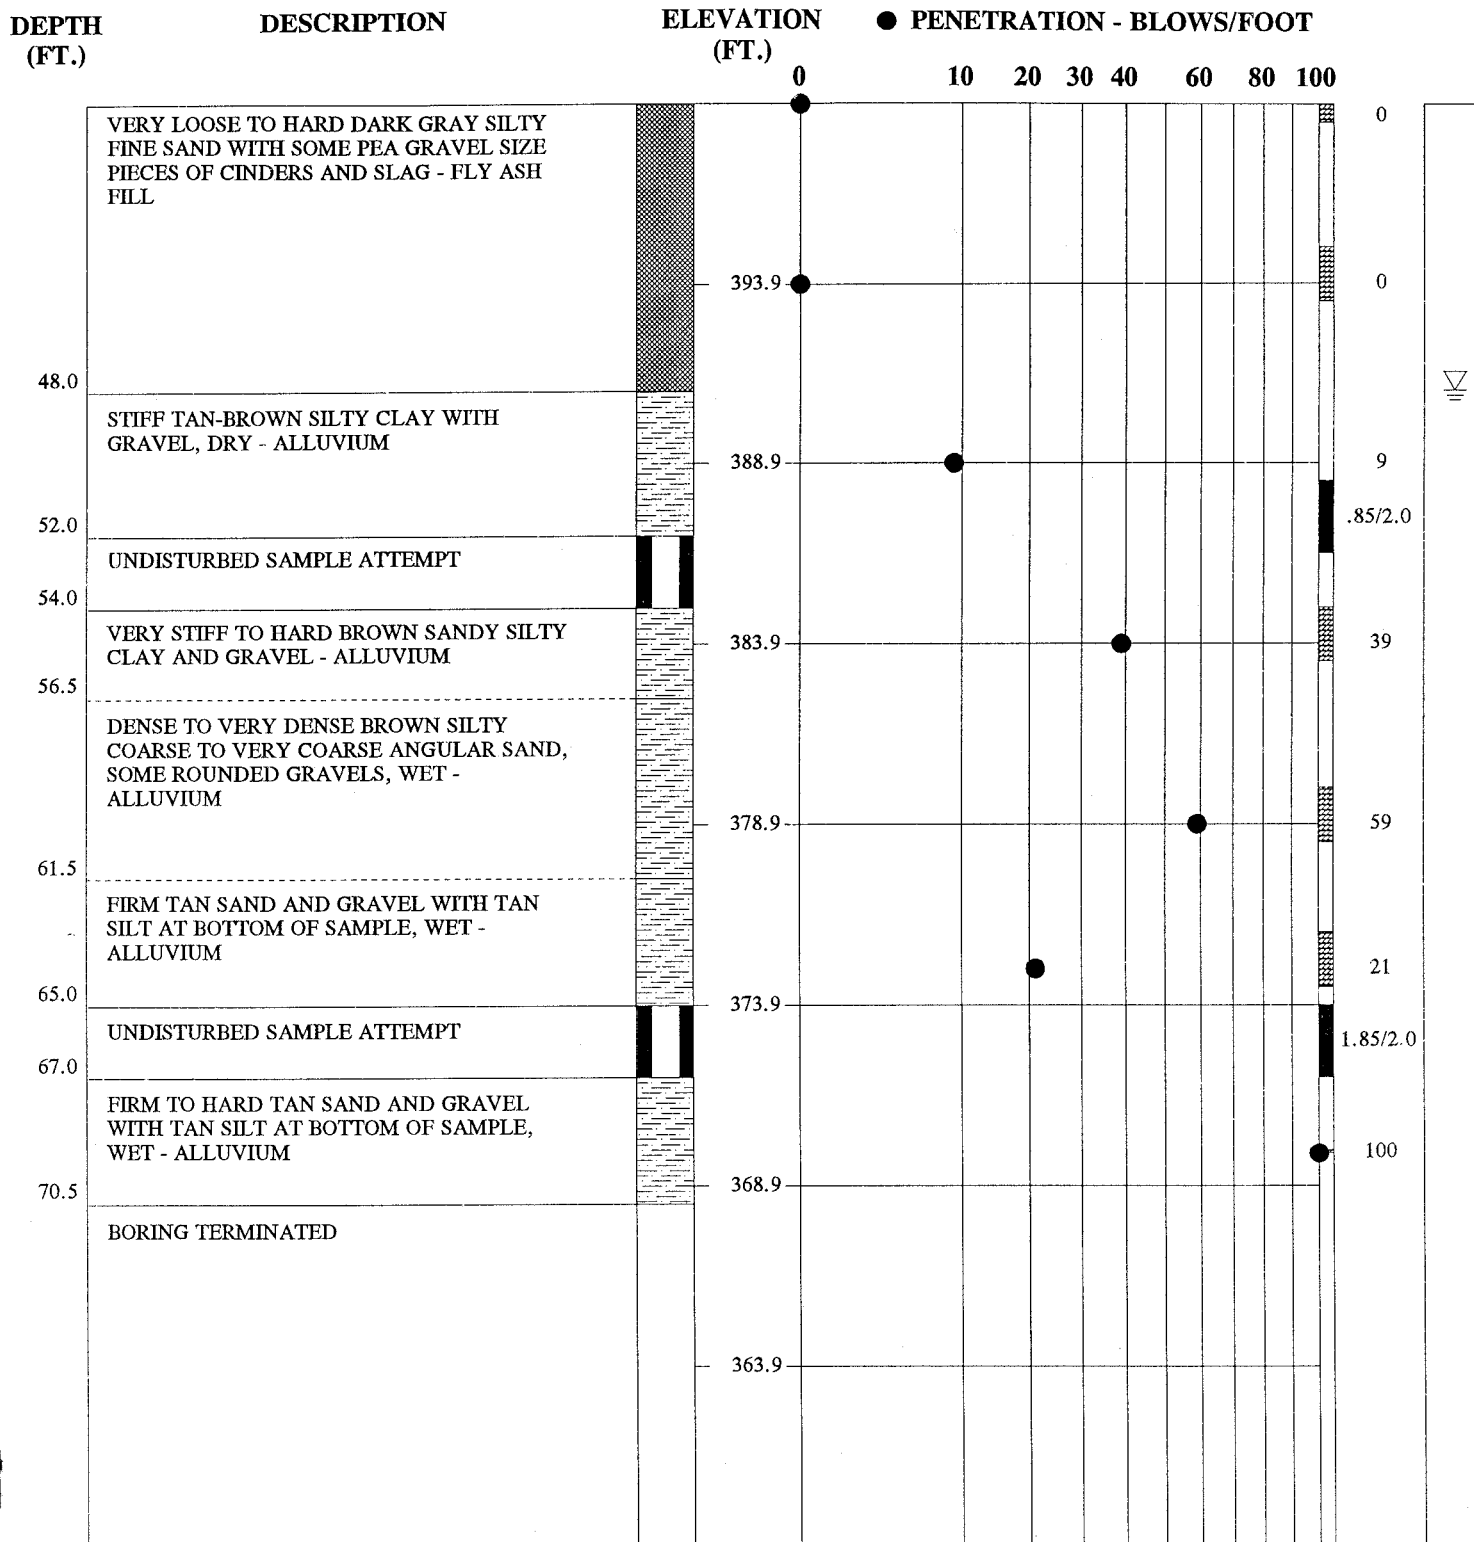 DEPTH
(FT.)
DESCRIPTION
ELEVATION
(FT.)
● PENETRATION - BLOWS/FOOT
0 10 20 30 40 60 80 100
VERY LOOSE TO HARD DARK GRAY SILTY
FINE SAND WITH SOME PEA GRAVEL SIZE
PIECES OF CINDERS AND SLAG - FLY ASH
FILL
0
393.9
0
48.0
STIFF TAN-BROWN SILTY CLAY WITH
GRAVEL, DRY - ALLUVIUM
388.9
9
52.0
.85/2.0
UNDISTURBED SAMPLE ATTEMPT
54.0
VERY STIFF TO HARD BROWN SANDY SILTY
CLAY AND GRAVEL - ALLUVIUM
383.9
39
56.5
DENSE TO VERY DENSE BROWN SILTY
COARSE TO VERY COARSE ANGULAR SAND,
SOME ROUNDED GRAVELS, WET -
ALLUVIUM
378.9
59
61.5
FIRM TAN SAND AND GRAVEL WITH TAN
SILT AT BOTTOM OF SAMPLE, WET -
ALLUVIUM
21
65.0
373.9
UNDISTURBED SAMPLE ATTEMPT
1.85/2.0
67.0
FIRM TO HARD TAN SAND AND GRAVEL
WITH TAN SILT AT BOTTOM OF SAMPLE,
WET - ALLUVIUM
100
70.5
368.9
BORING TERMINATED
363.9